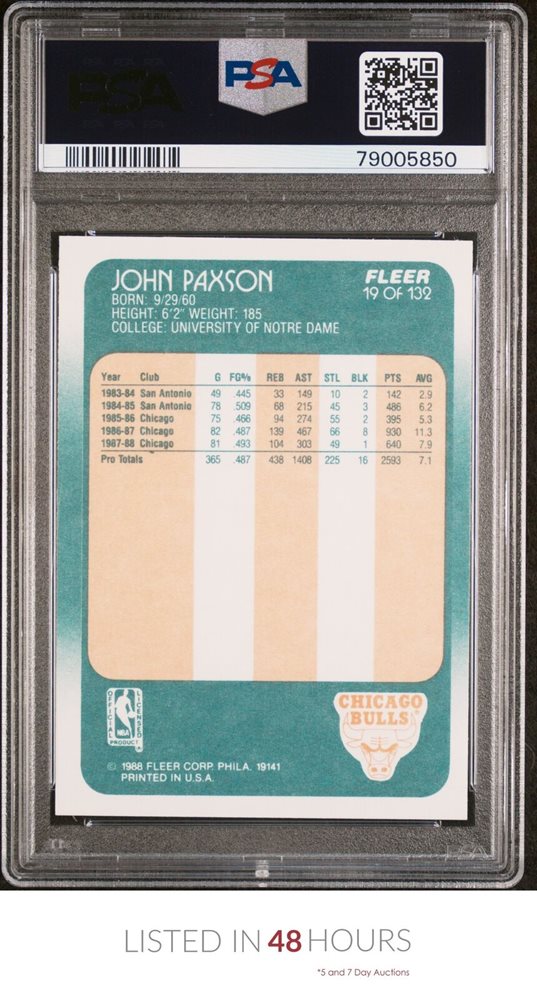 PSA
79005850
JOHN PAXSON
BORN: 9/29/60
HEIGHT: 6'2" WEIGHT: 185
COLLEGE: UNIVERSITY OF NOTRE DAME
FLEER
19 OF 132
Year Club G FG% REB AST STL BLK PTS AVG
1983-84 San Antonio 49 .445 33 149 10 2 142 2.9
1984-85 San Antonio 78 .509 68 215 45 3 486 6.2
1985-86 Chicago 75 .466 94 274 55 2 395 5.3
1986-87 Chicago 82 .487 139 467 66 8 930 11.3
1987-88 Chicago 81 .493 104 303 49 1 640 7.9
Pro Totals 365 .487 438 1408 225 16 2593 7.1
OFFICIAL LICENSED
NBA
PRODUCT
CHICAGO
BULLS
© 1988 FLEER CORP. PHILA. 19141
PRINTED IN U.S.A.
LISTED IN 48 HOURS
*5 and 7 Day Auctions